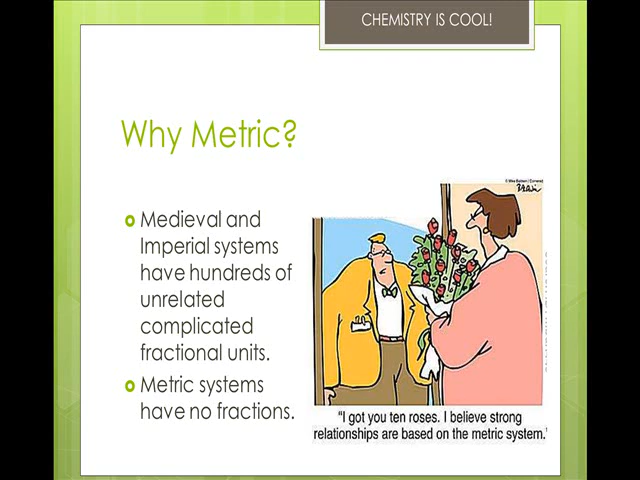 CHEMISTRY IS COOL!
Why Metric?
Medieval and
Imperial systems
have hundreds of
unrelated
complicated
fractional units.
Metric systems
have no fractions.
"I got you ten roses. I believe strong
relationships are based on the metric system.'